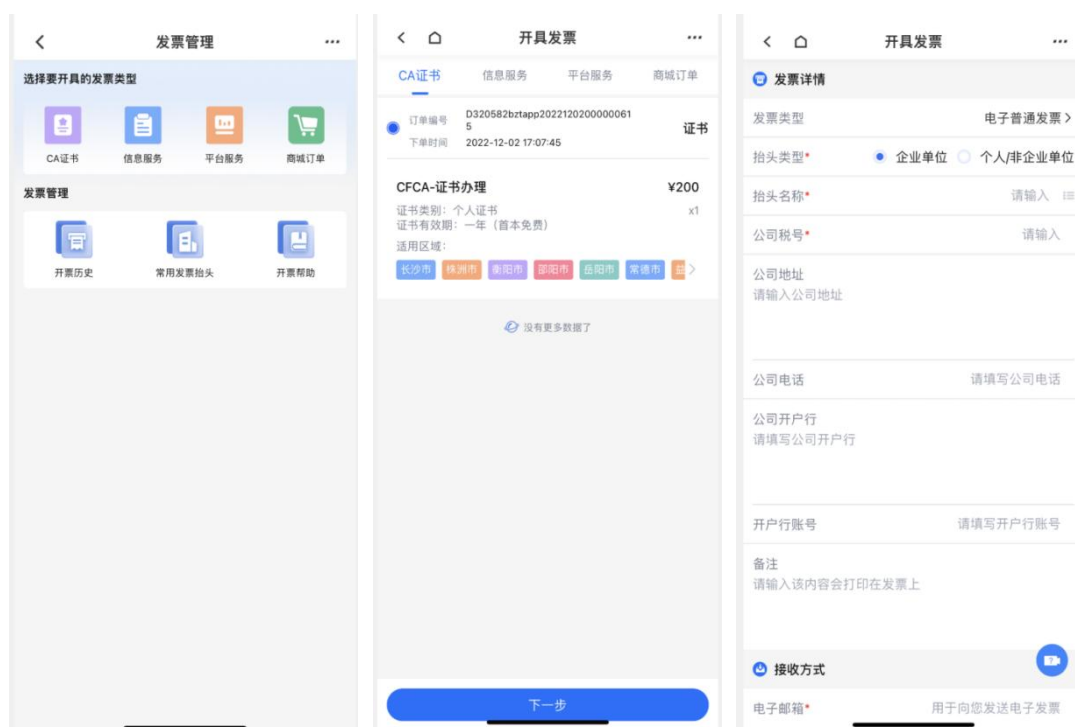 发票管理
...
选择要开具的发票类型
CA证书
信息服务
平台服务
商城订单
发票管理
开票历史
常用发票抬头
开票帮助
开具发票
...
CA证书
信息服务
平台服务
商城订单
订单编号
D320582bztapp2022120200000061
5
证书
下单时间
2022-12-02 17:07:45
CFCA-证书办理
¥200
证书类别：个人证书
x1
证书有效期：一年（首本免费）
适用区域：
长沙市
株洲市
衡阳市
邵阳市
岳阳市
常德市
益
没有更多数据了
下一步
开具发票
...
发票详情
发票类型
电子普通发票
抬头类型*
企业单位
个人/非企业单位
抬头名称*
请输入
公司税号*
请输入
公司地址
请输入公司地址
公司电话
请填写公司电话
公司开户行
请填写公司开户行
开户行账号
请填写开户行账号
备注
请输入该内容会打印在发票上
接收方式
电子邮箱*
用于向您发送电子发票